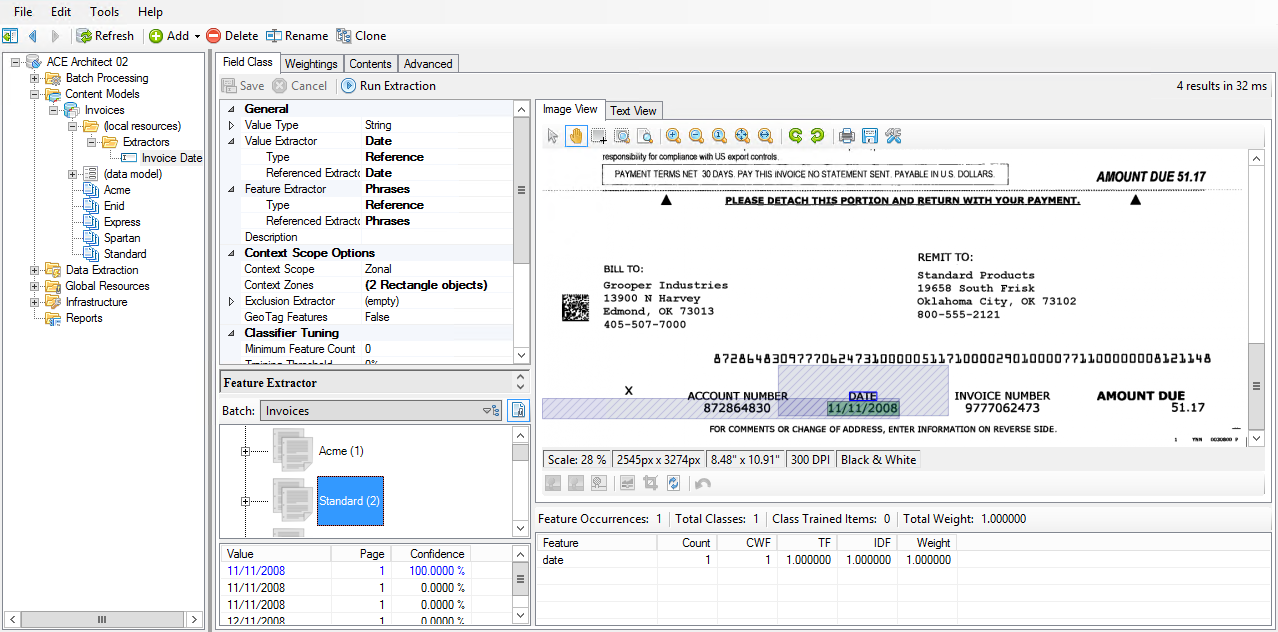 File Edit Tools Help
Refresh Add Delete Rename Clone
ACE Architect 02
Batch Processing
Content Models
Invoices
(local resources)
Extractors
Invoice Date
(data model)
Acme
Enid
Express
Spartan
Standard
Data Extraction
Global Resources
Infrastructure
Reports
Field Class Weightings Contents Advanced
Save Cancel Run Extraction
4 results in 32 ms
General
Value Type String
Value Extractor Date
Type Reference
Referenced Extracto Date
Feature Extractor Phrases
Type Reference
Referenced Extracto Phrases
Description
Context Scope Options
Context Scope Zonal
Context Zones (2 Rectangle objects)
Exclusion Extractor (empty)
GeoTag Features False
Classifier Tuning
Minimum Feature Count 0
Training Threshold 0%
Feature Extractor
Batch: Invoices
Acme (1)
Standard (2)
Value Page Confidence
11/11/2008 1 100.0000 %
11/11/2008 1 0.0000 %
11/11/2008 1 0.0000 %
12/11/2008 1 0.0000 %
Image View Text View
responsibility for compliance with US export controls.
PAYMENT TERMS NET 30 DAYS. PAY THIS INVOICE NO STATEMENT SENT. PAYABLE IN U.S. DOLLARS.
AMOUNT DUE 51.17
PLEASE DETACH THIS PORTION AND RETURN WITH YOUR PAYMENT.
BILL TO:
Grooper Industries
13900 N Harvey
Edmond, OK 73013
405-507-7000
REMIT TO:
Standard Products
19658 South Frisk
Oklahoma City, OK 73102
800-555-2121
X
ACCOUNT NUMBER DATE INVOICE NUMBER AMOUNT DUE
872864830 11/11/2008 9777062473 51.17
FOR COMMENTS OR CHANGE OF ADDRESS, ENTER INFORMATION ON REVERSE SIDE.
Scale: 28 % 2545px x 3274px 8.48" x 10.91" 300 DPI Black & White
Feature Occurrences: 1 Total Classes: 1 Class Trained Items: 0 Total Weight: 1.000000
Feature Count CWF TF IDF Weight
date 1 1 1.000000 1.000000 1.000000